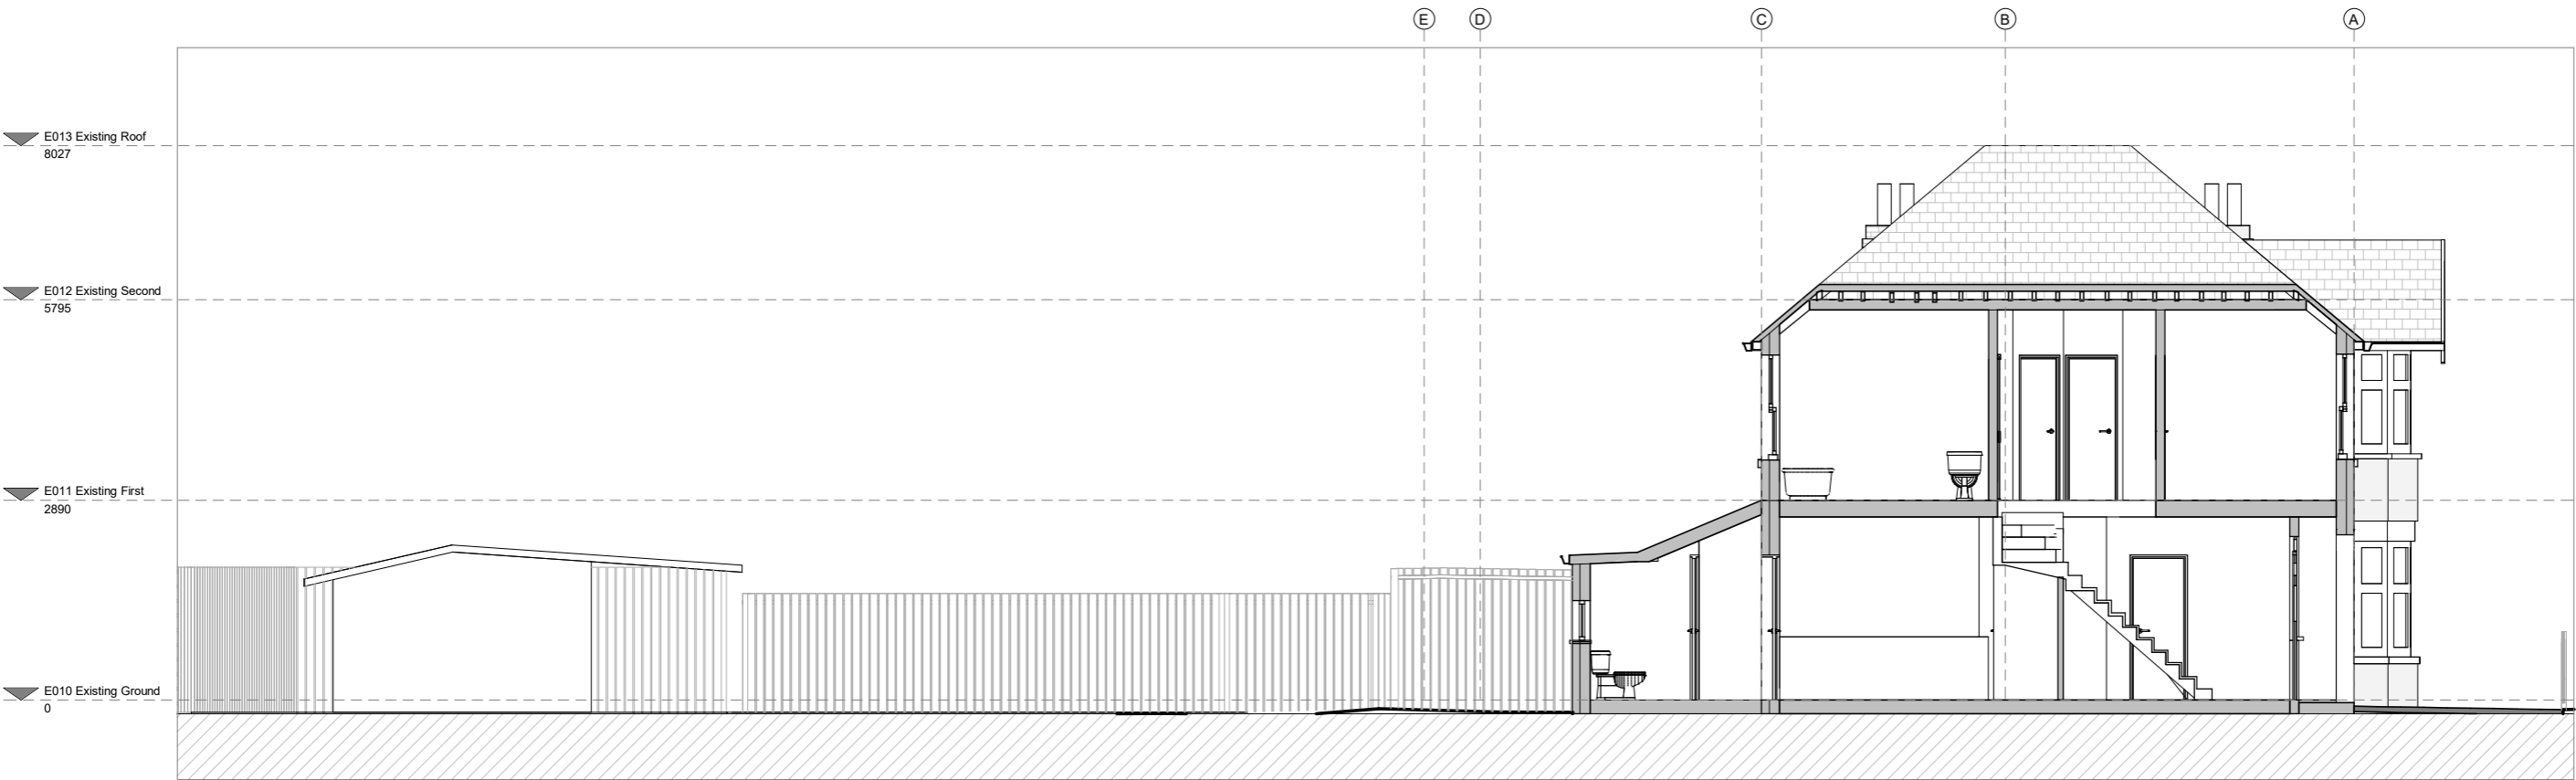 E
D
C
B
A
E013 Existing Roof
8027
E012 Existing Second
5795
E011 Existing First
2890
E010 Existing Ground
0